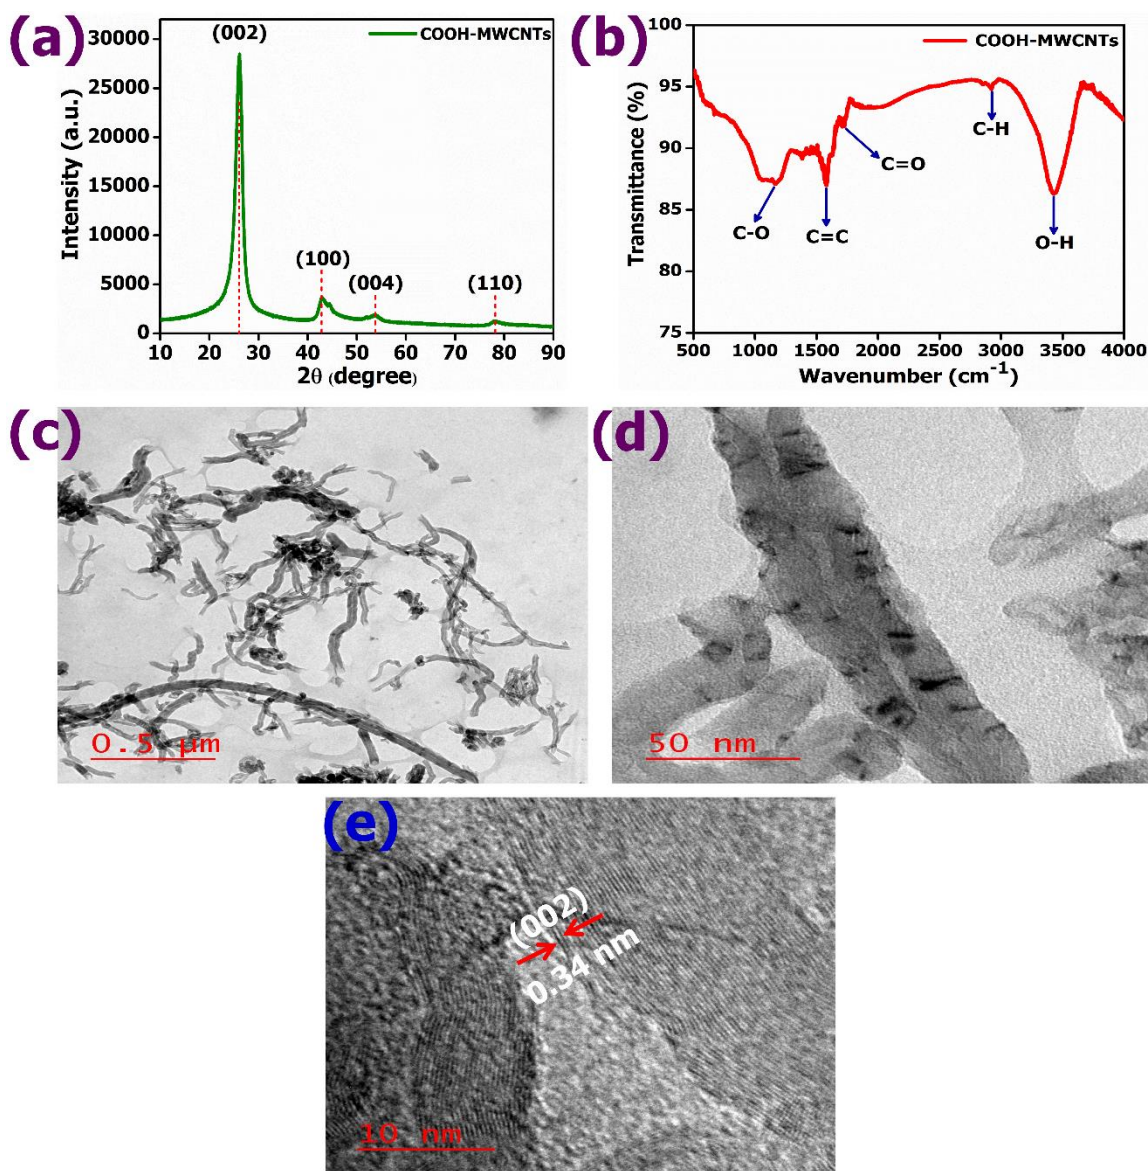 (a)
(002)
COOH-MWCNTs
30000
25000
20000
15000
10000
5000
0
Intensity (a.u.)
(100)
(004)
(110)
10 20 30 40 50 60 70 80 90
2θ (degree)
(b)
COOH-MWCNTs
100
95
90
85
80
75
Transmittance (%)
C-H
C=O
C-O
C=C
O-H
500 1000 1500 2000 2500 3000 3500 4000
Wavenumber (cm⁻¹)
(c)
0.5 µm
(d)
50 nm
(e)
(002)
0.34 nm
10 nm